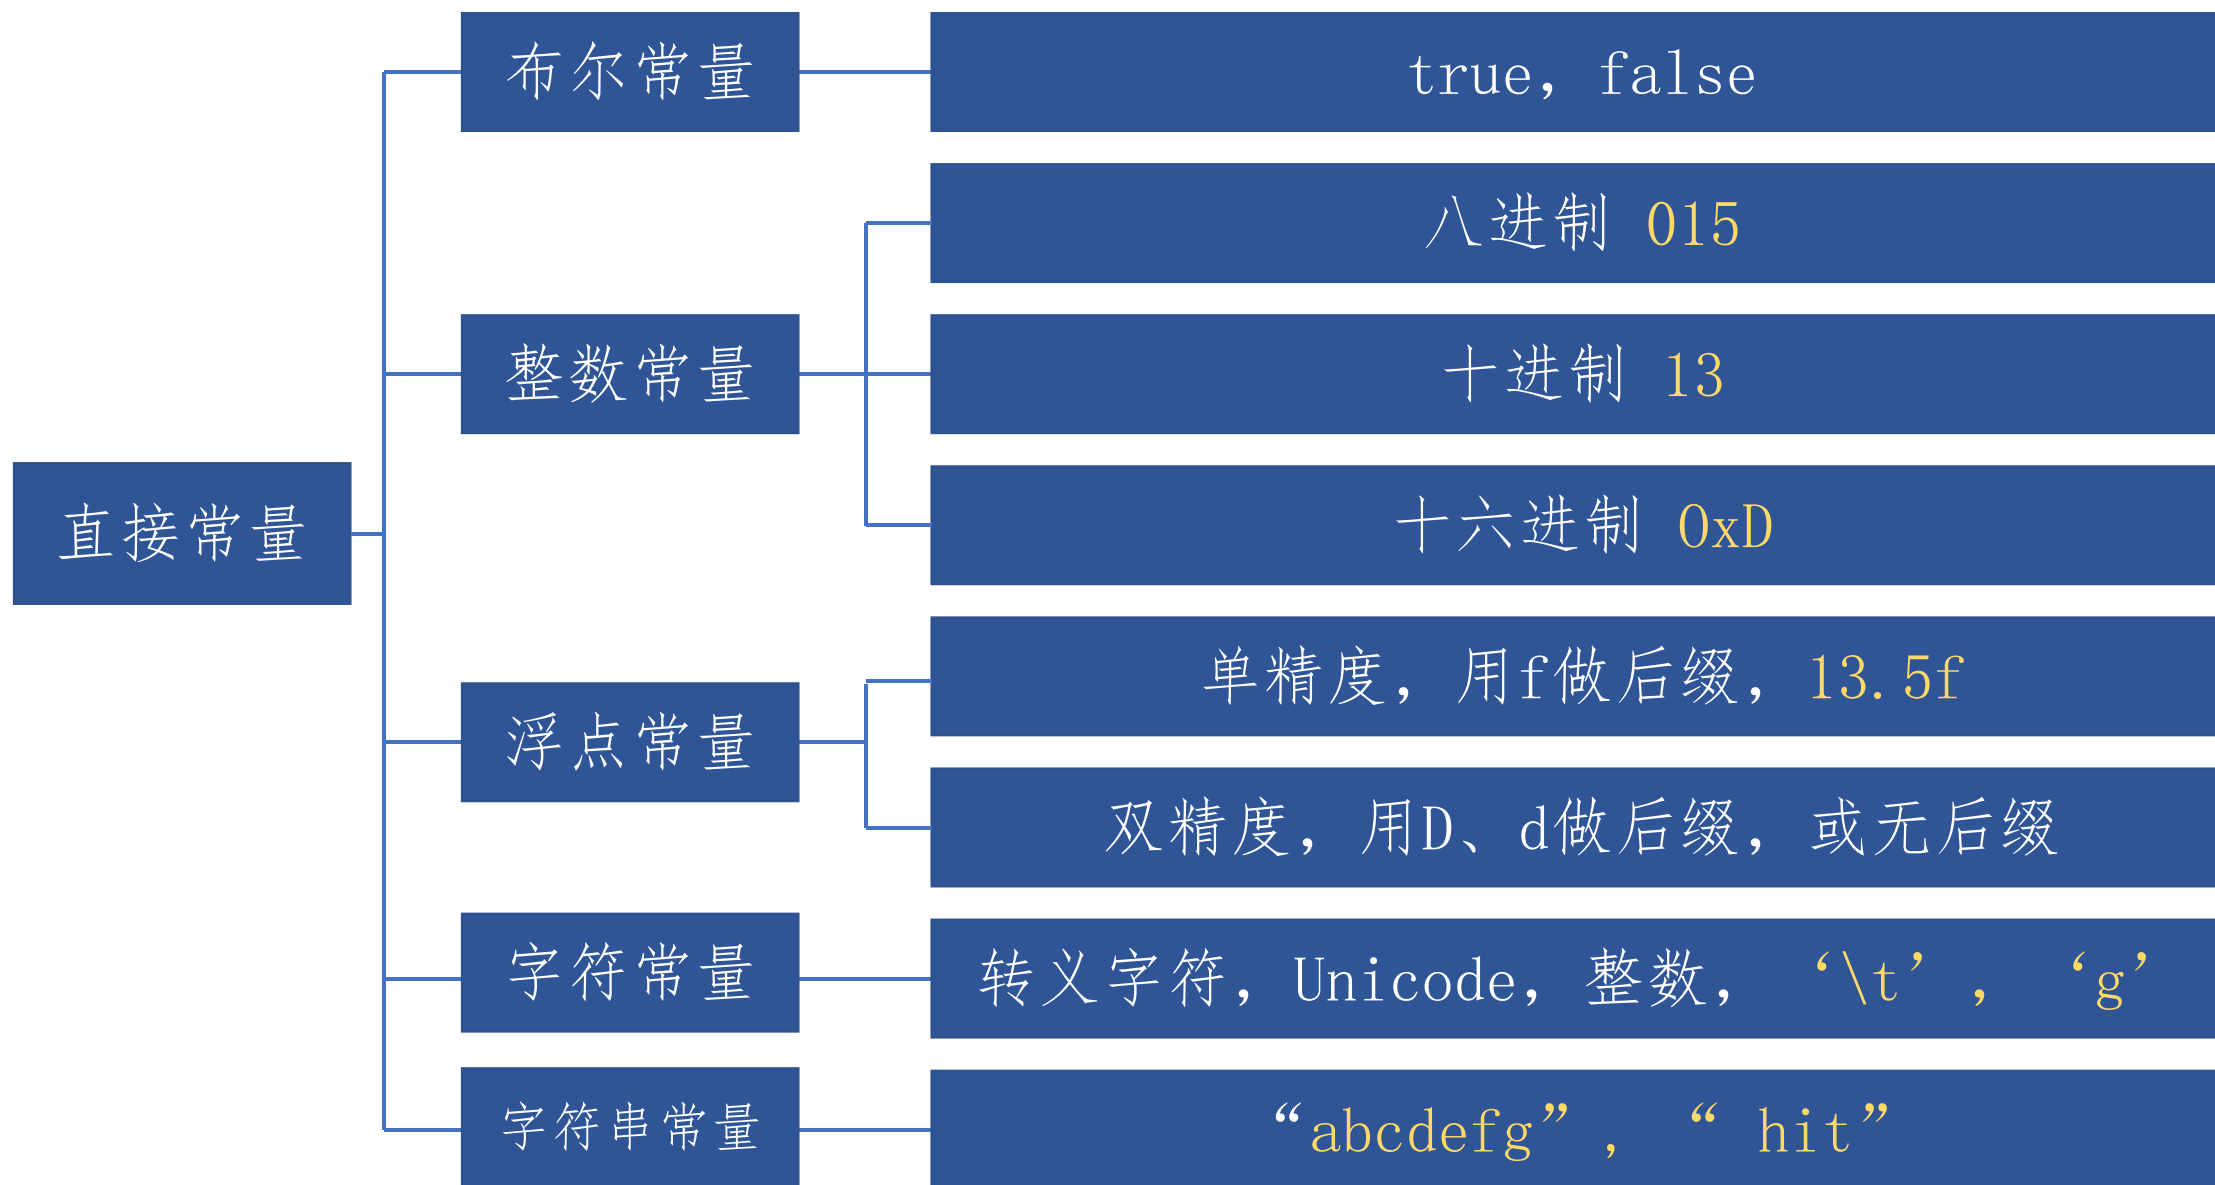 直接常量
布尔常量
true，false
整数常量
八进制 015
十进制 13
十六进制 0xD
浮点常量
单精度，用f做后缀，13.5f
双精度，用D、d做后缀，或无后缀
字符常量
转义字符，Unicode，整数，‘\t’，‘g’
字符串常量
“abcdefg”，“ hit”